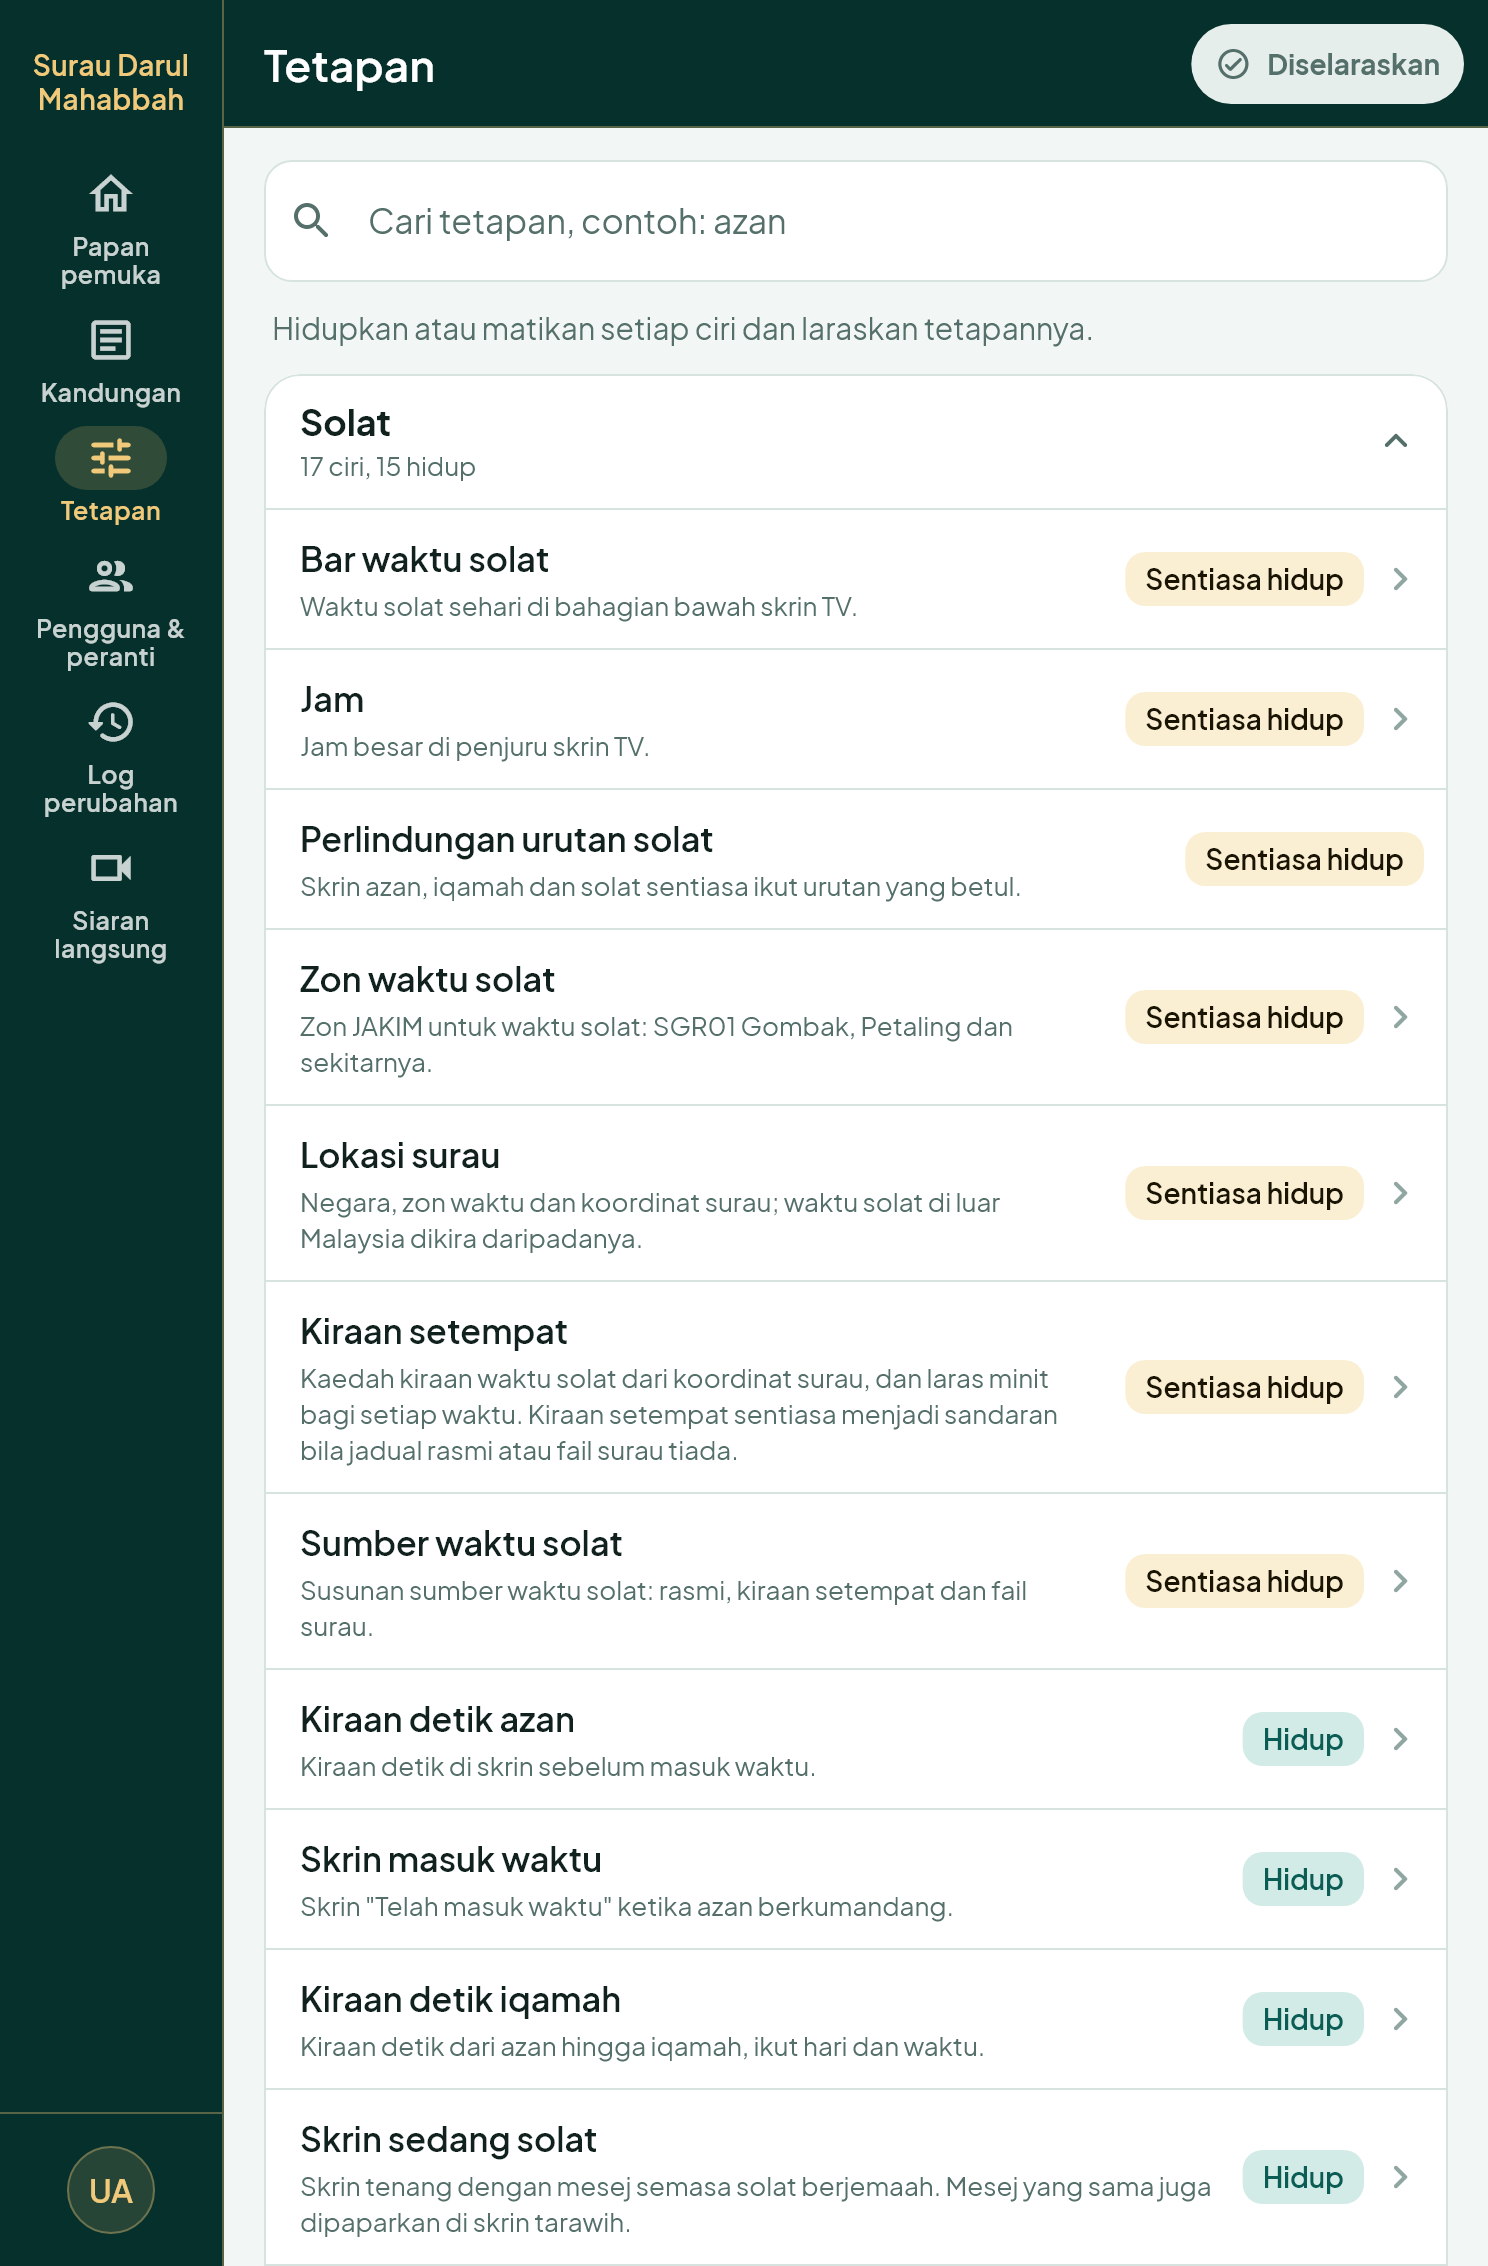 Surau Darul
Mahabbah
Papan
pemuka
Kandungan
Tetapan
Pengguna &
peranti
Log
perubahan
Siaran
langsung
UA
Tetapan
Diselaraskan
Cari tetapan, contoh: azan
Hidupkan atau matikan setiap ciri dan laraskan tetapannya.
Solat
17 ciri, 15 hidup
Bar waktu solat
Waktu solat sehari di bahagian bawah skrin TV.
Sentiasa hidup
Jam
Jam besar di penjuru skrin TV.
Sentiasa hidup
Perlindungan urutan solat
Skrin azan, iqamah dan solat sentiasa ikut urutan yang betul.
Sentiasa hidup
Zon waktu solat
Zon JAKIM untuk waktu solat: SGR01 Gombak, Petaling dan
sekitarnya.
Sentiasa hidup
Lokasi surau
Negara, zon waktu dan koordinat surau; waktu solat di luar
Malaysia dikira daripadanya.
Sentiasa hidup
Kiraan setempat
Kaedah kiraan waktu solat dari koordinat surau, dan laras minit
bagi setiap waktu. Kiraan setempat sentiasa menjadi sandaran
bila jadual rasmi atau fail surau tiada.
Sentiasa hidup
Sumber waktu solat
Susunan sumber waktu solat: rasmi, kiraan setempat dan fail
surau.
Sentiasa hidup
Kiraan detik azan
Kiraan detik di skrin sebelum masuk waktu.
Hidup
Skrin masuk waktu
Skrin "Telah masuk waktu" ketika azan berkumandang.
Hidup
Kiraan detik iqamah
Kiraan detik dari azan hingga iqamah, ikut hari dan waktu.
Hidup
Skrin sedang solat
Skrin tenang dengan mesej semasa solat berjemaah. Mesej yang sama juga
dipaparkan di skrin tarawih.
Hidup